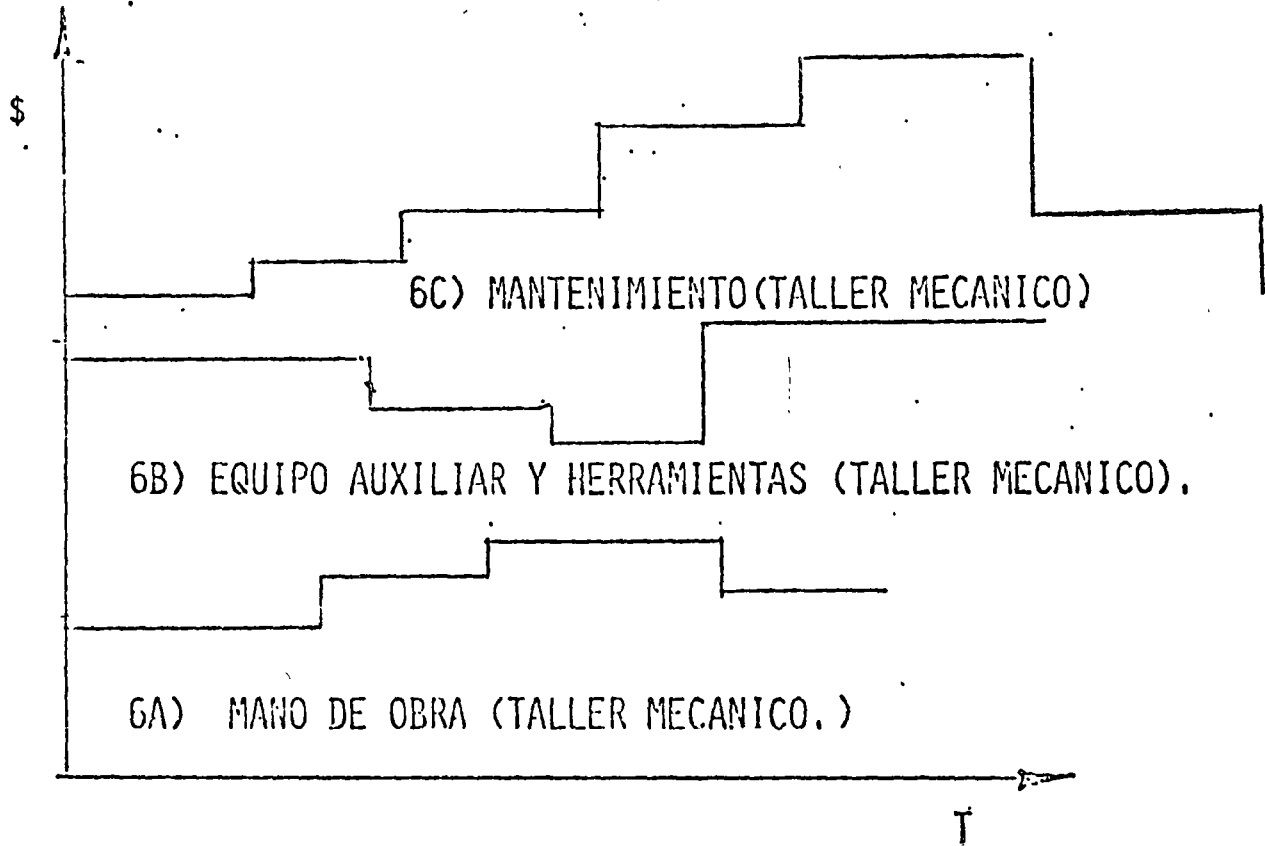 $
6C) MANTENIMIENTO(TALLER MECANICO)
6B) EQUIPO AUXILIAR Y HERRAMIENTAS (TALLER MECANICO).
6A) MANO DE OBRA (TALLER MECANICO.)
T